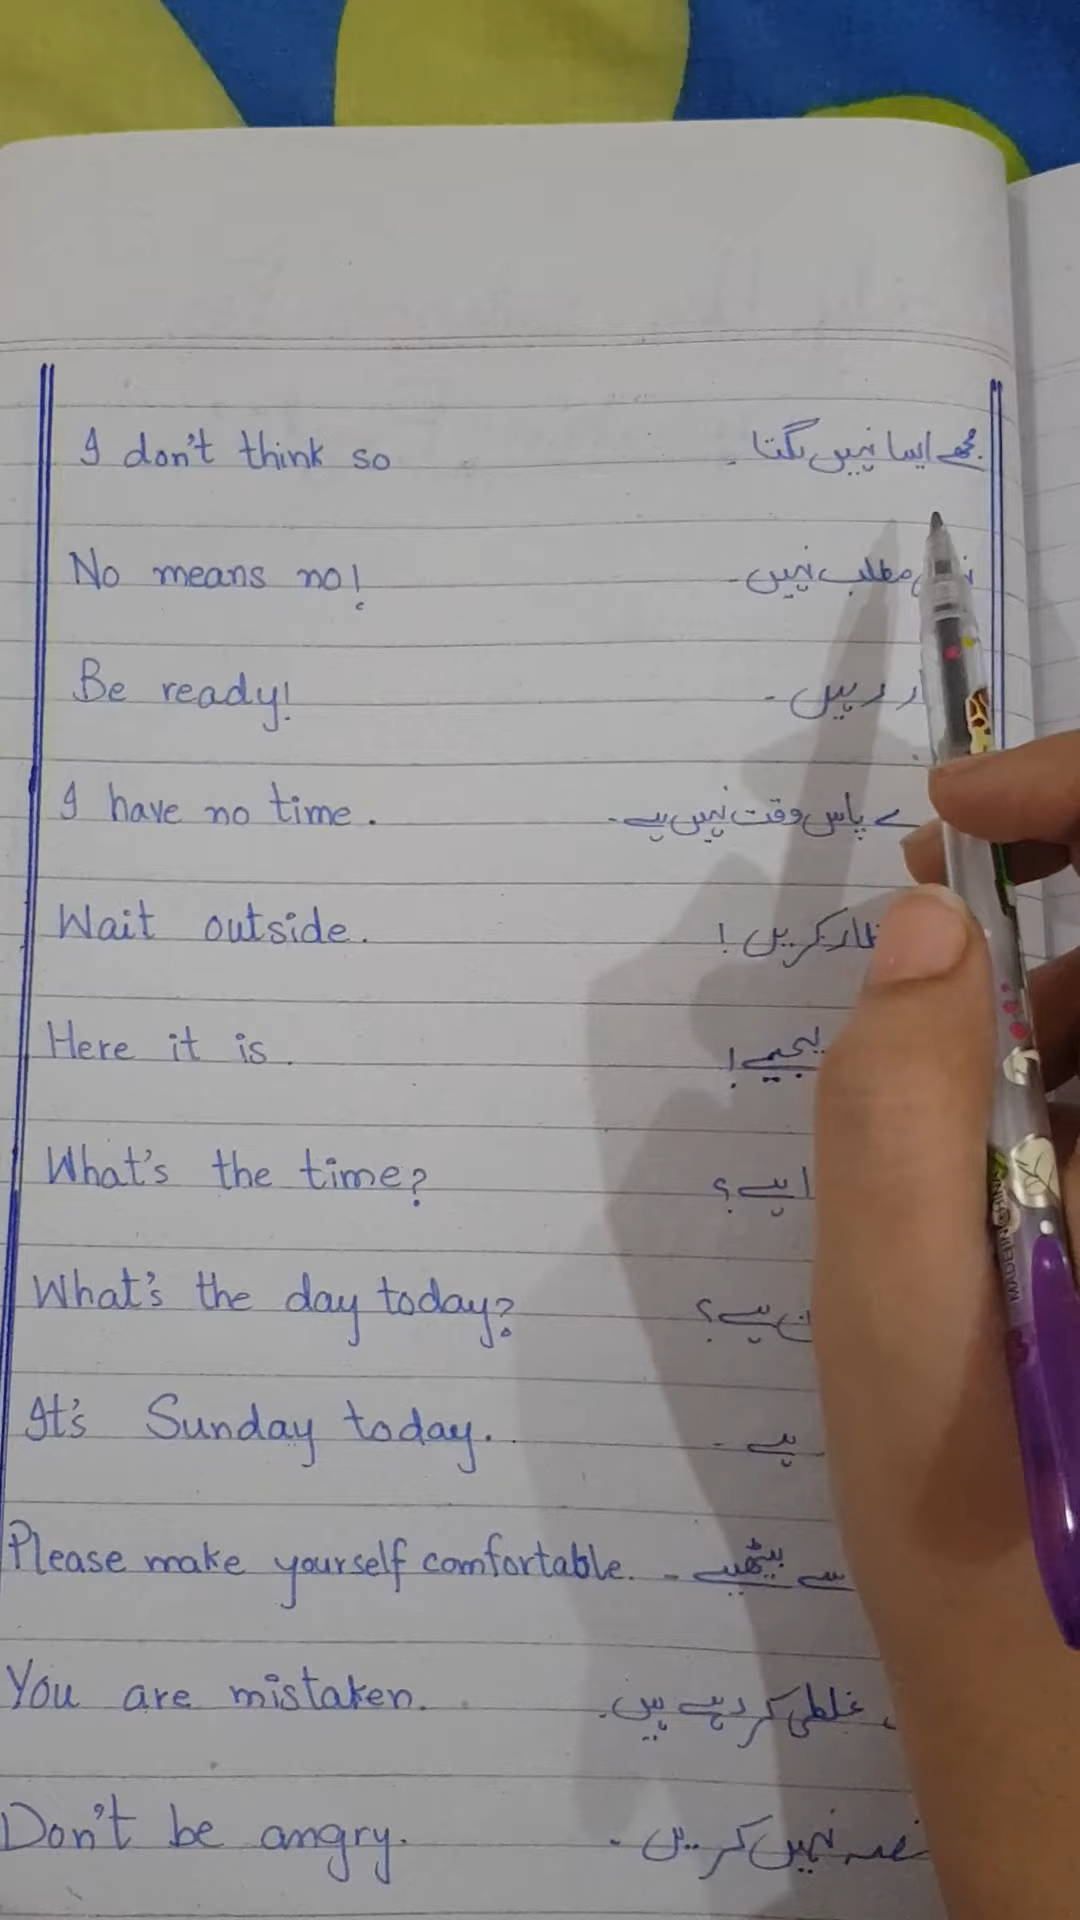 I don't think so مجھے ایسا نہیں لگتا -
No means no! مطلب نہیں -
Be ready! رہیں -
I have no time. پاس وقت نہیں ہے -
Wait outside. کریں !
Here it is. لیجیے !
What's the time? ہے ؟
What's the day today? ہے ؟
It's Sunday today. ہے -
Please make yourself comfortable. سے بیٹھیے -
You are mistaken. غلطی کر رہے ہیں -
Don't be angry. غصہ نہیں کریں -